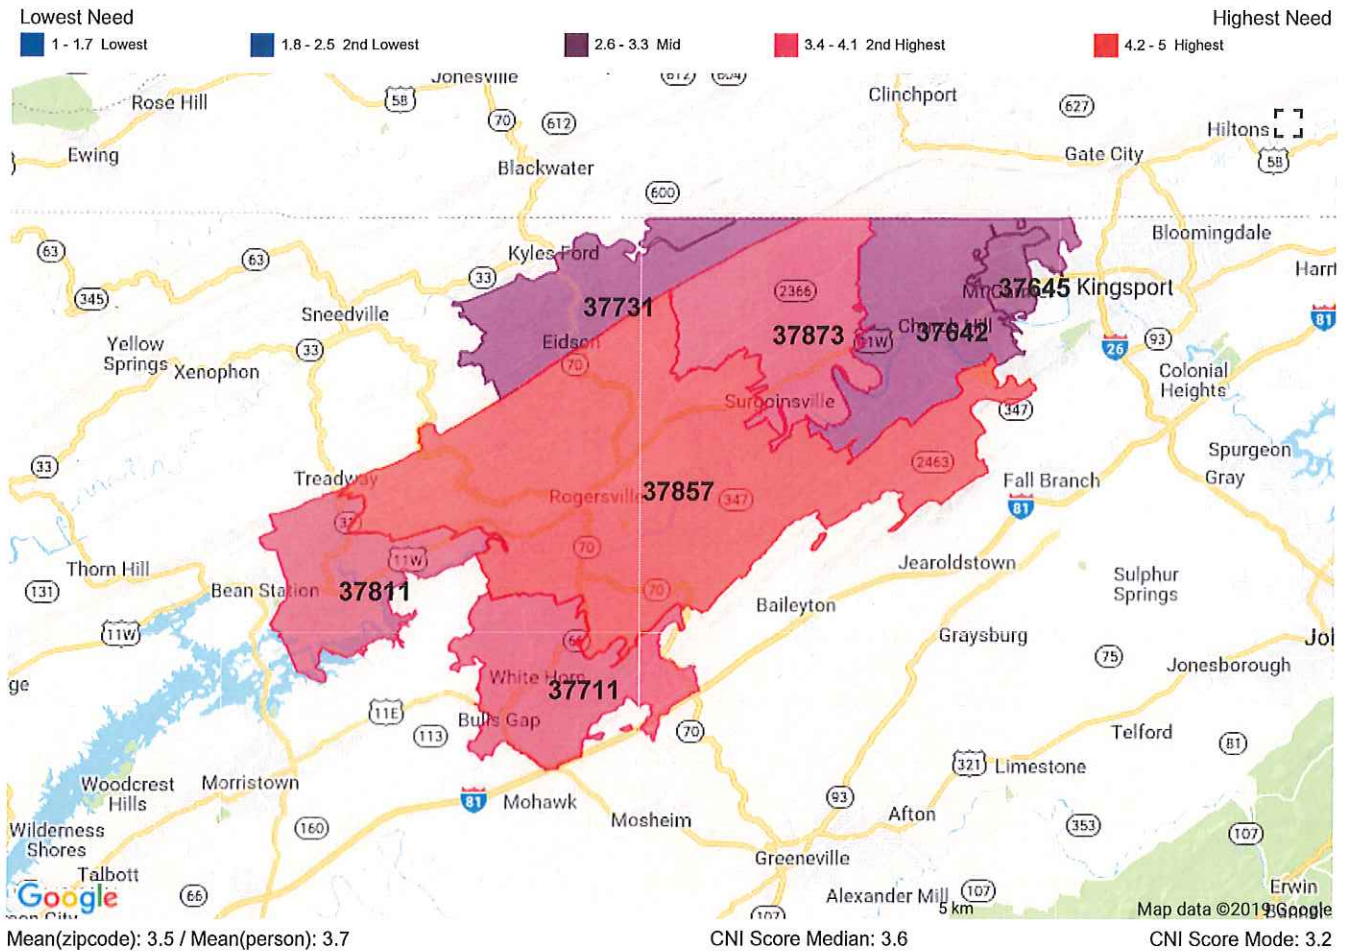 Lowest Need
Highest Need
1 - 1.7 Lowest
1.8 - 2.5 2nd Lowest
2.6 - 3.3 Mid
3.4 - 4.1 2nd Highest
4.2 - 5 Highest
Jonesville
612
604
Rose Hill
58
Clinchport
627
70
612
Hiltons
Ewing
Gate City
58
Blackwater
600
63
Kyles Ford
Bloomingdale
63
33
Harr
345
2366
37645
Kingsport
37731
Sneedville
81
Yellow
Springs
33
Eidson
37873
11W
37642
26
93
Xenophon
70
Colonial
Heights
Surgoinsville
347
33
Treadway
2463
Spurgeon
Gray
Rogersville
37857
347
Fall Branch
81
70
11W
Thorn Hill
Jearoldstown
131
Bean Station
37811
70
Sulphur
Springs
Baileyton
11W
66
Graysburg
Jol
75
Jonesborough
ge
White Horn
37711
11E
Bulls Gap
113
70
Telford
81
321
Limestone
Woodcrest
Hills
Morristown
81
Mohawk
93
Afton
Mosheim
353
Wilderness
Shores
160
107
Greeneville
Talbott
66
Alexander Mill
107
Erwin
Google
5 km
Map data ©2019 Google
107
Mean(zipcode): 3.5 / Mean(person): 3.7
CNI Score Median: 3.6
CNI Score Mode: 3.2